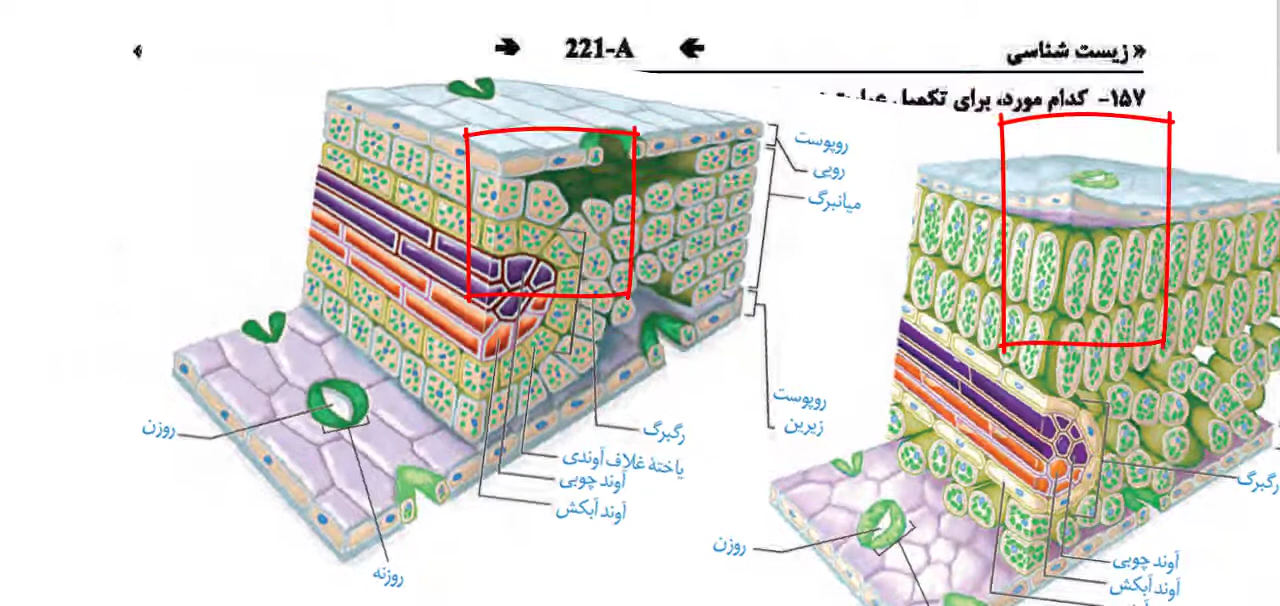 « زیست شناسی
221-A
۱۵۷- کدام مورد، برای تکمیل عبارت
روپوست
رویی
میانبرگ
روپوست
زیرین
رگبرگ
یاختهٔ غلاف آوندی
آوند چوبی
آوند آبکش
روزن
روزنه
رگبرگ
روزن
آوند چوبی
آوند آبکش